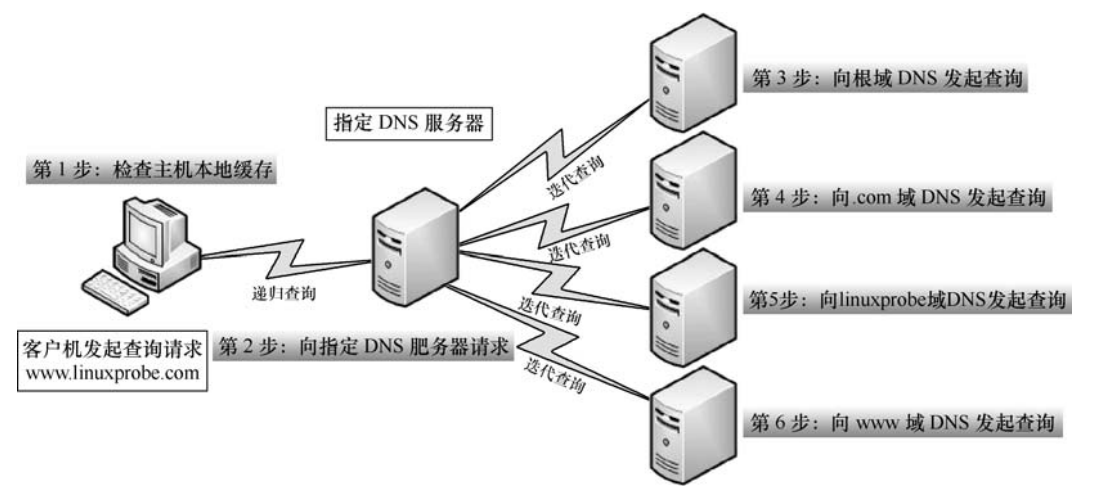 第 3 步：向根域 DNS 发起查询
指定 DNS 服务器
迭代查询
第 1 步：检查主机本地缓存
第 4 步：向.com 域 DNS 发起查询
迭代查询
递归查询
第5步：向linuxprobe域DNS发起查询
迭代查询
客户机发起查询请求
www.linuxprobe.com
第 2 步：向指定 DNS 肥务器请求
迭代查询
第 6 步：向 www 域 DNS 发起查询